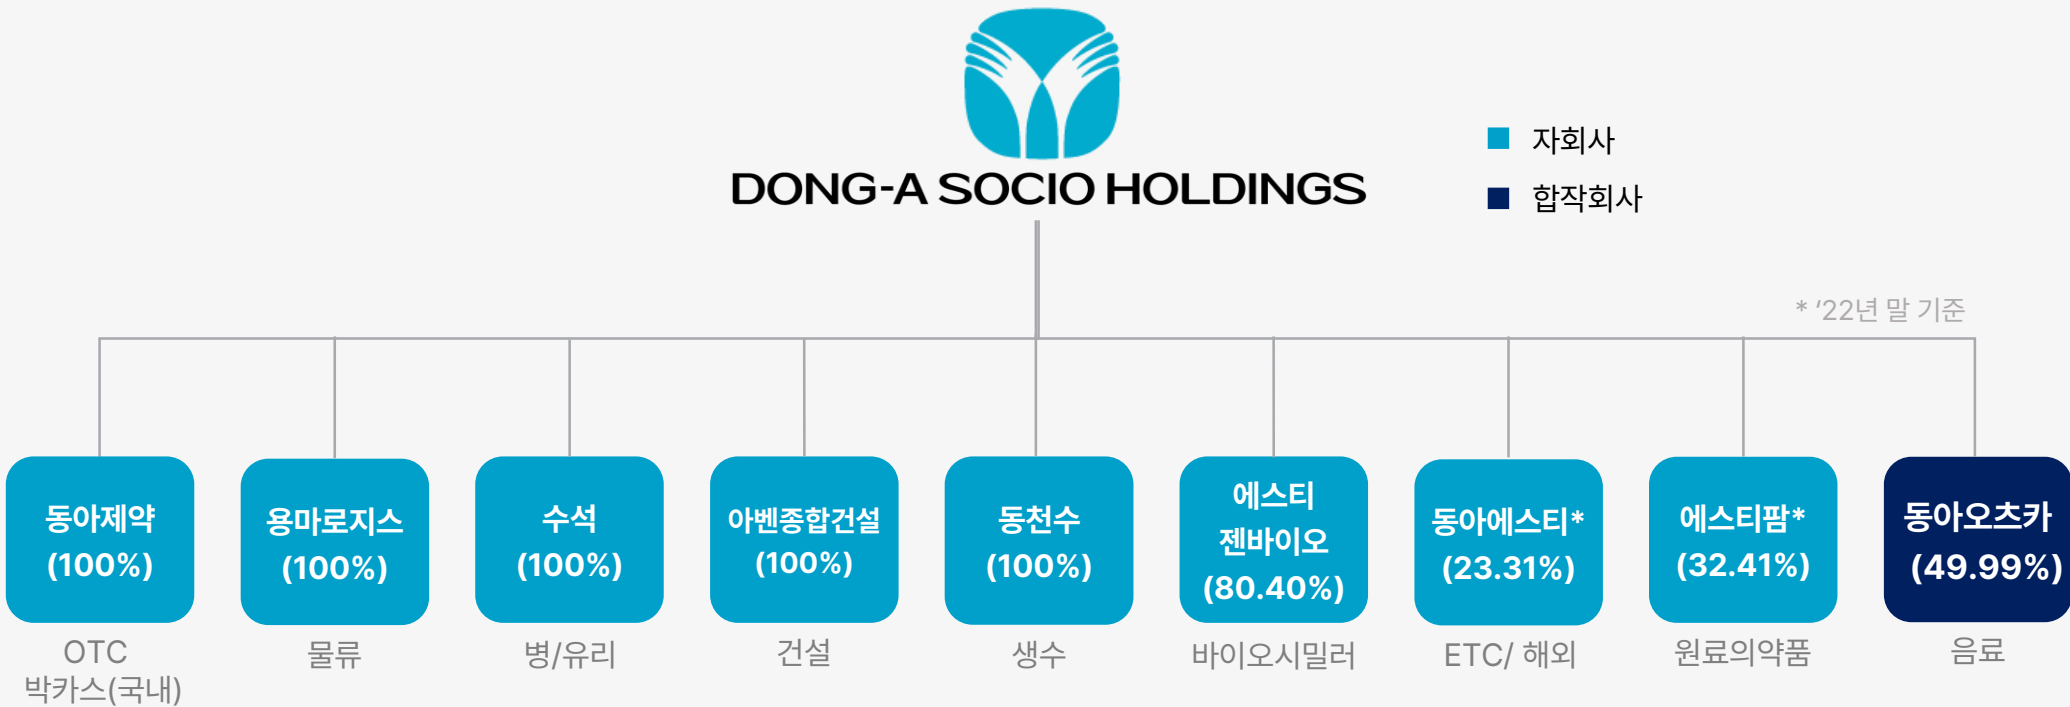 DONG-A SOCIO HOLDINGS
자회사
합작회사
* ‘22년 말 기준
동아제약
(100%)
OTC
박카스(국내)
용마로지스
(100%)
물류
수석
(100%)
병/유리
아벤종합건설
(100%)
건설
동천수
(100%)
생수
에스티
젠바이오
(80.40%)
바이오시밀러
동아에스티*
(23.31%)
ETC/ 해외
에스티팜*
(32.41%)
원료의약품
동아오츠카
(49.99%)
음료